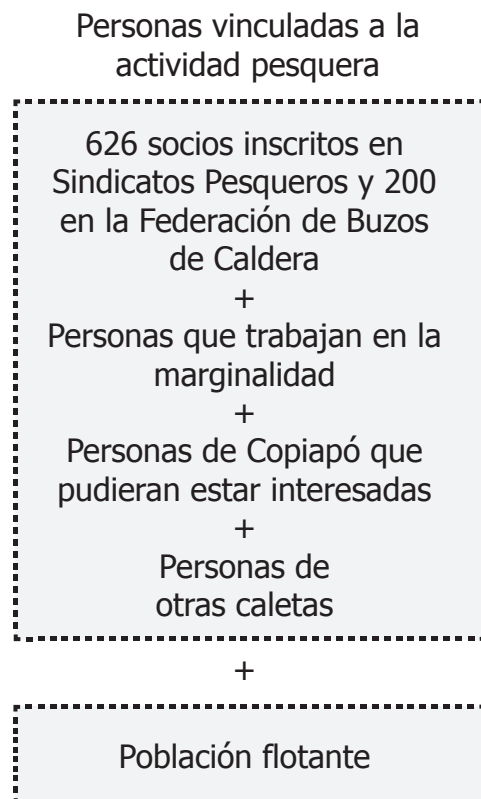 Personas vinculadas a la
actividad pesquera
626 socios inscritos en
Sindicatos Pesqueros y 200
en la Federación de Buzos
de Caldera
+
Personas que trabajan en la
marginalidad
+
Personas de Copiapó que
pudieran estar interesadas
+
Personas de
otras caletas
+
Población flotante